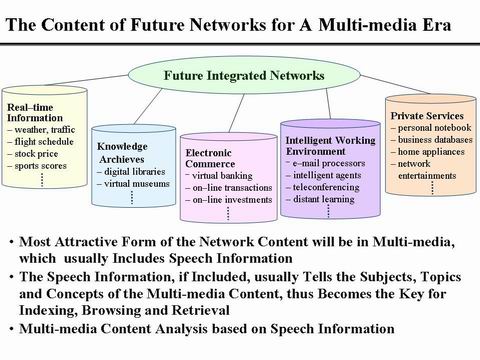 The Content of Future Networks for A Multi-media Era
Future Integrated Networks
Real–time
Information
– weather, traffic
– flight schedule
– stock price
– sports scores
Knowledge
Archieves
– digital libraries
– virtual museums
Electronic
Commerce
– virtual banking
– on–line transactions
– on–line investments
Intelligent Working
Environment
– e–mail processors
– intelligent agents
– teleconferencing
– distant learning
Private Services
– personal notebook
– business databases
– home appliances
– network
entertainments
• Most Attractive Form of the Network Content will be in Multi-media,
which usually Includes Speech Information
• The Speech Information, if Included, usually Tells the Subjects, Topics
and Concepts of the Multi-media Content, thus Becomes the Key for
Indexing, Browsing and Retrieval
• Multi-media Content Analysis based on Speech Information